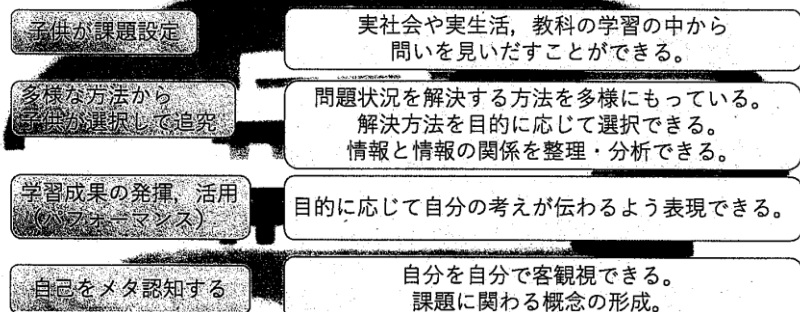 子供が課題設定
実社会や実生活，教科の学習の中から
問いを見いだすことができる。
多様な方法から
子供が選択して追究
問題状況を解決する方法を多様にもっている。
解決方法を目的に応じて選択できる。
情報と情報の関係を整理・分析できる。
学習成果の発揮，活用
（パフォーマンス）
目的に応じて自分の考えが伝わるよう表現できる。
自己をメタ認知する
自分を自分で客観視できる。
課題に関わる概念の形成。